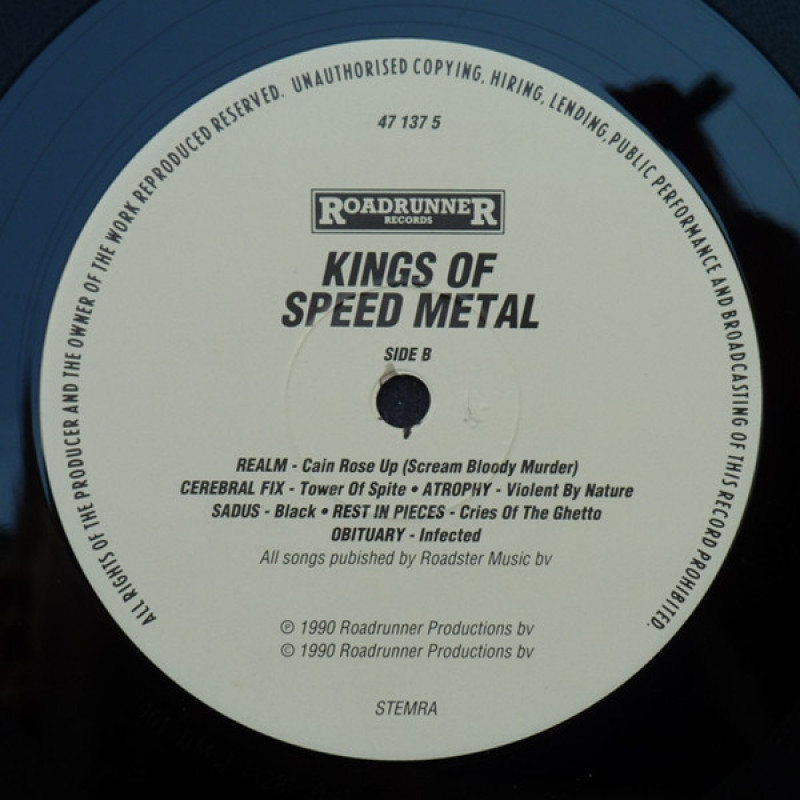 ALL RIGHTS OF THE PRODUCER AND THE OWNER OF THE WORK REPRODUCED RESERVED. UNAUTHORISED COPYING, HIRING, LENDING, PUBLIC PERFORMANCE AND BROADCASTING OF THIS RECORD PROHIBITED.
47 137 5
ROADRUNNER
RECORDS
KINGS OF
SPEED METAL
SIDE B
REALM - Cain Rose Up (Scream Bloody Murder)
CEREBRAL FIX - Tower Of Spite • ATROPHY - Violent By Nature
SADUS - Black • REST IN PIECES - Cries Of The Ghetto
OBITUARY - Infected
All songs pubished by Roadster Music bv
℗ 1990 Roadrunner Productions bv
© 1990 Roadrunner Productions bv
STEMRA